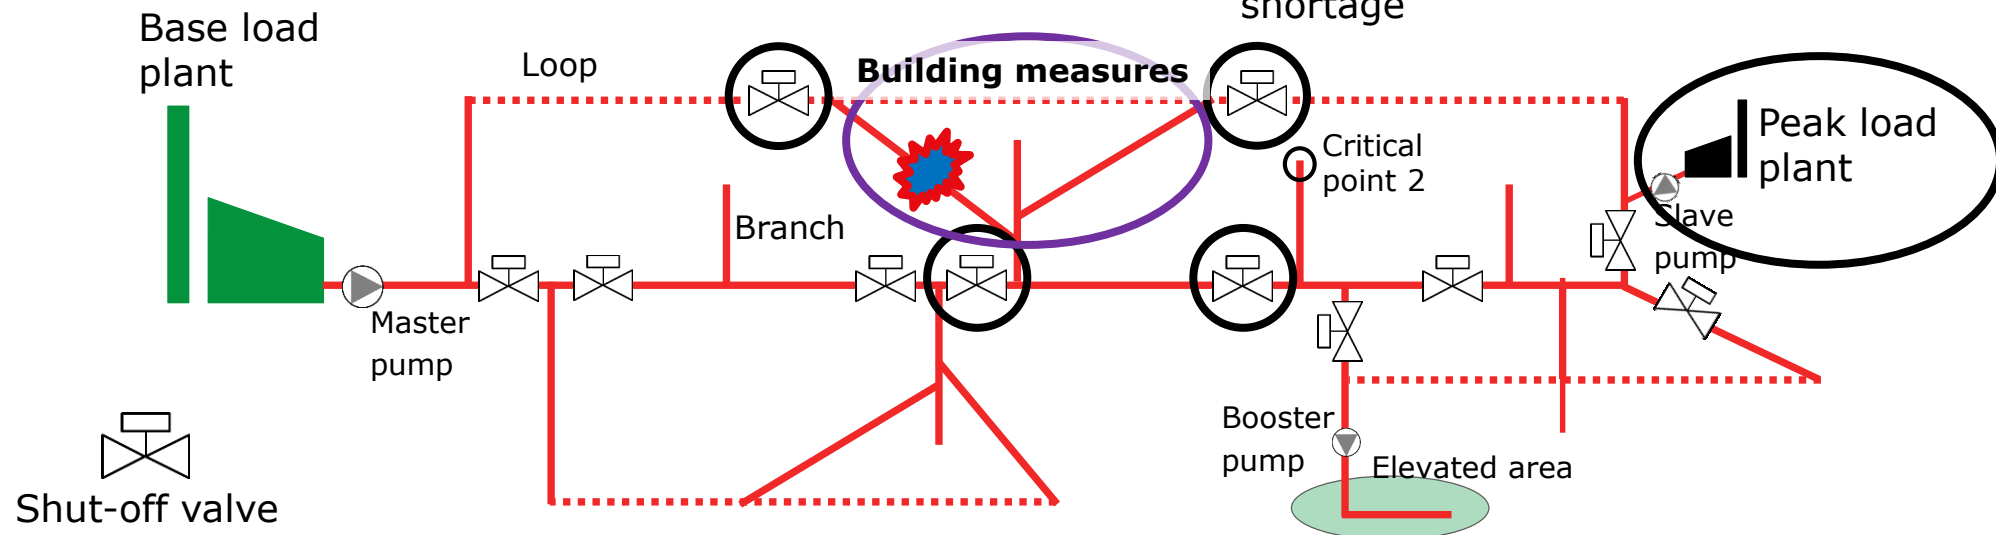 shortage
Base load
plant
Loop
Building measures
Peak load
plant
Critical
point 2
Branch
Slave
pump
Master
pump
Booster
pump
Elevated area
Shut-off valve